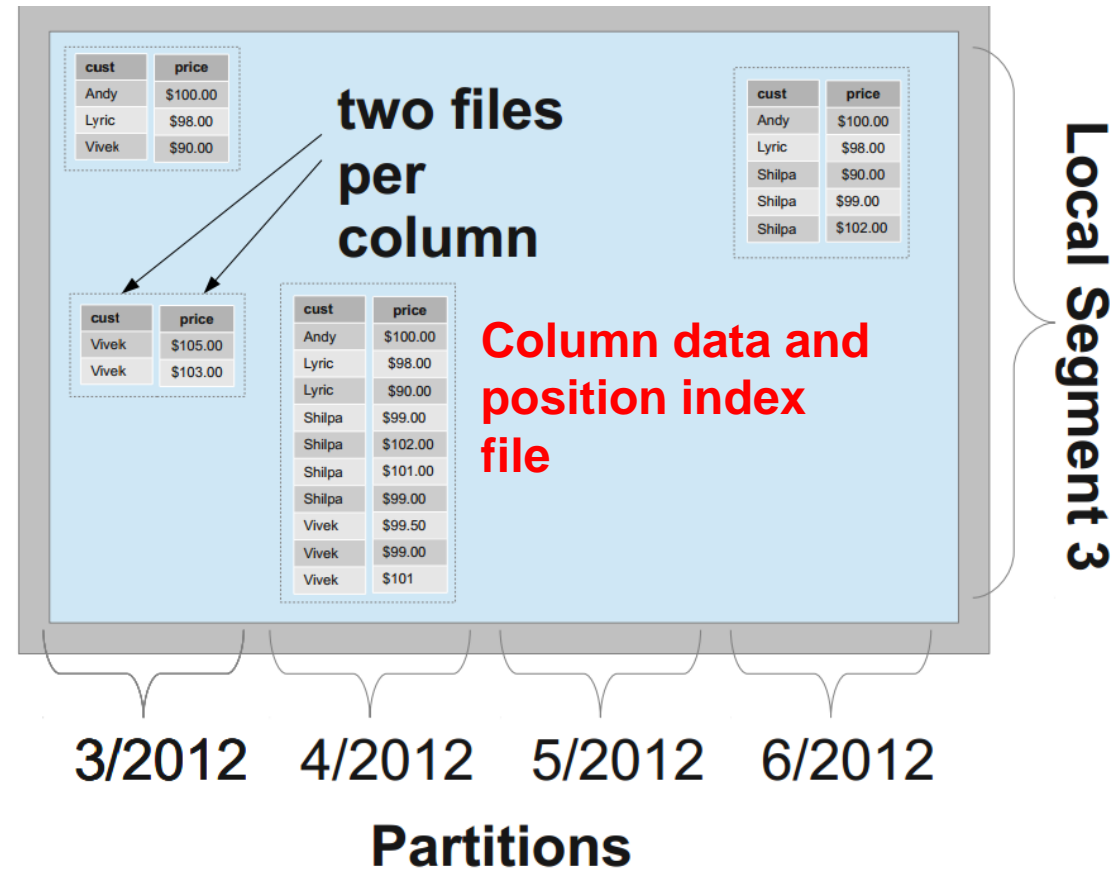 cust price
Andy $100.00
Lyric $98.00
Vivek $90.00
two files
per
column
cust price
Andy $100.00
Lyric $98.00
Shilpa $90.00
Shilpa $99.00
Shilpa $102.00
cust price
Vivek $105.00
Vivek $103.00
cust price
Andy $100.00
Lyric $98.00
Lyric $90.00
Shilpa $99.00
Shilpa $102.00
Shilpa $101.00
Shilpa $99.00
Vivek $99.50
Vivek $99.00
Vivek $101
Column data and
position index
file
Local Segment 3
3/2012 4/2012 5/2012 6/2012
Partitions